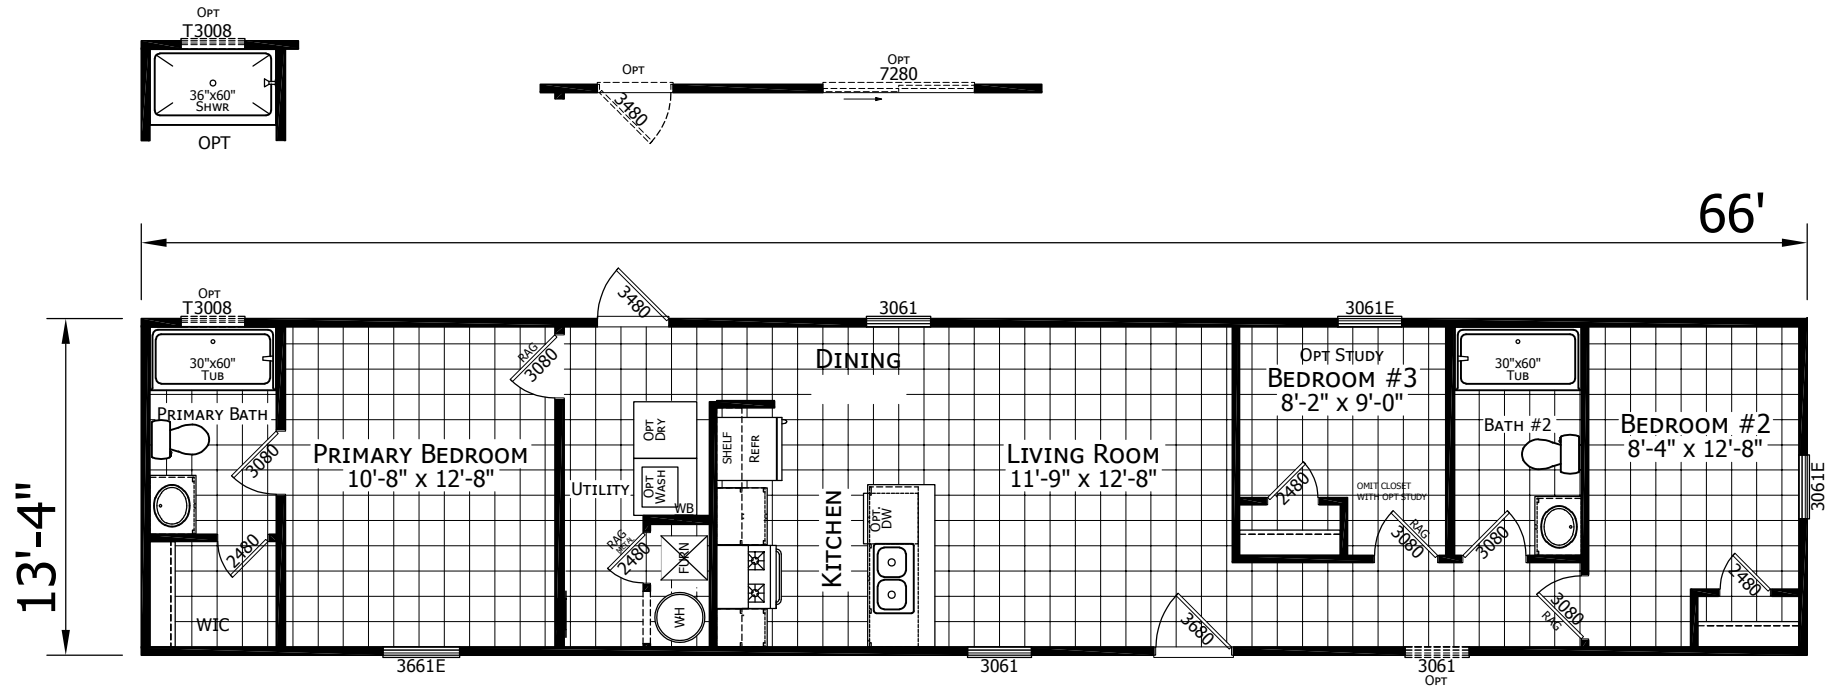 Opt
T3008
36"x60"
Shwr
OPT
Opt
3480
Opt
7280
66'
13'-4"
Opt
T3008
30"x60"
Tub
Primary Bath
3080
2480
WIC
Primary Bedroom
10'-8" x 12'-8"
3661E
RAG
3080
3480
Utility
Opt
Dry
Opt
Wash
WB
RAG
2480
FURN
WH
3061
Dining
Shelf
Refr
Kitchen
Opt.
DW
Living Room
11'-9" x 12'-8"
3061
3680
3061E
Opt Study
Bedroom #3
8'-2" x 9'-0"
2480
OMIT CLOSET
WITH OPT STUDY
RAG
3080
30"x60"
Tub
Bath #2
3080
3061
Opt
Bedroom #2
8'-4" x 12'-8"
3061E
2480
3080
RAG